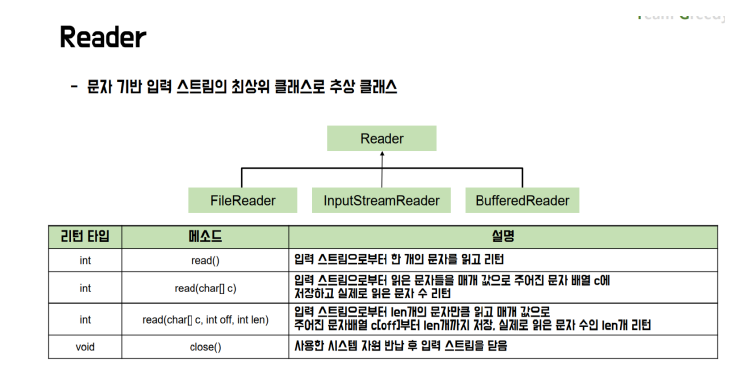 Reader
- 문자 기반 입력 스트림의 최상위 클래스로 추상 클래스
Reader
FileReader
InputStreamReader
BufferedReader
리턴 타입 메소드 설명
int read() 입력 스트림으로부터 한 개의 문자를 읽고 리턴
int read(char[] c) 입력 스트림으로부터 읽은 문자들을 매개 값으로 주어진 문자 배열 c에
저장하고 실제로 읽은 문자 수 리턴
int read(char[] c, int off, int len) 입력 스트림으로부터 len개의 문자만큼 읽고 매개 값으로
주어진 문자배열 c[off]부터 len개까지 저장, 실제로 읽은 문자 수인 len개 리턴
void close() 사용한 시스템 자원 반납 후 입력 스트림을 닫음